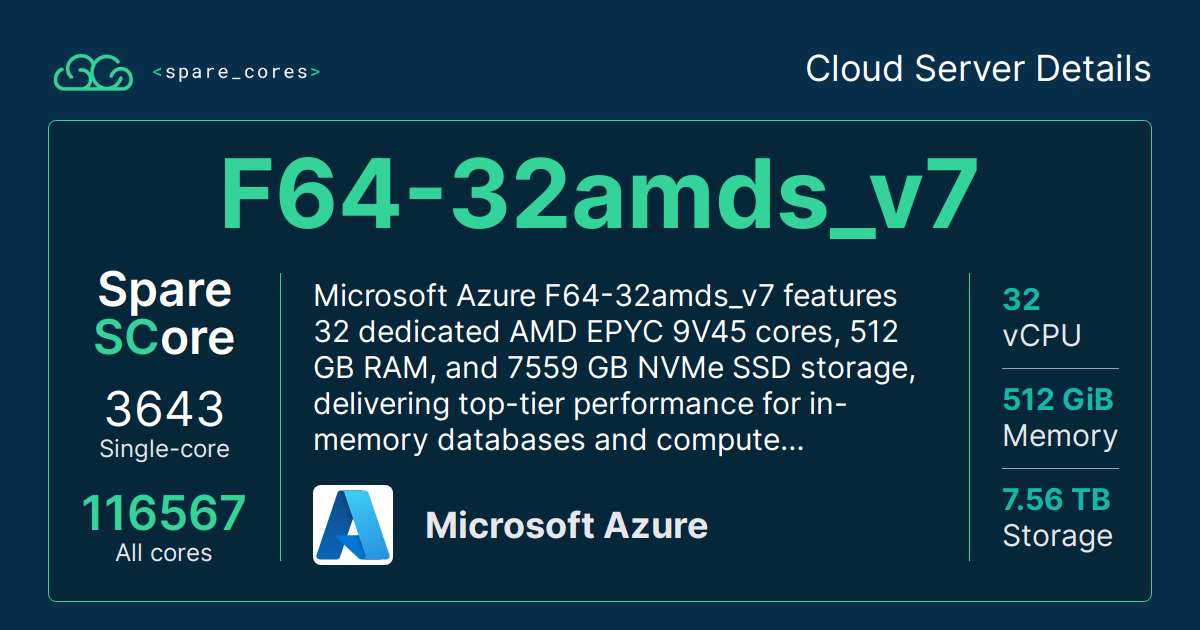 <spare_cores>
Cloud Server Details
F64-32amds_v7
Spare
SCore
3643
Single-core
116567
All cores
Microsoft Azure F64-32amds_v7 features
32 dedicated AMD EPYC 9V45 cores, 512
GB RAM, and 7559 GB NVMe SSD storage,
delivering top-tier performance for in-
memory databases and compute...
Microsoft Azure
32
vCPU
512 GiB
Memory
7.56 TB
Storage